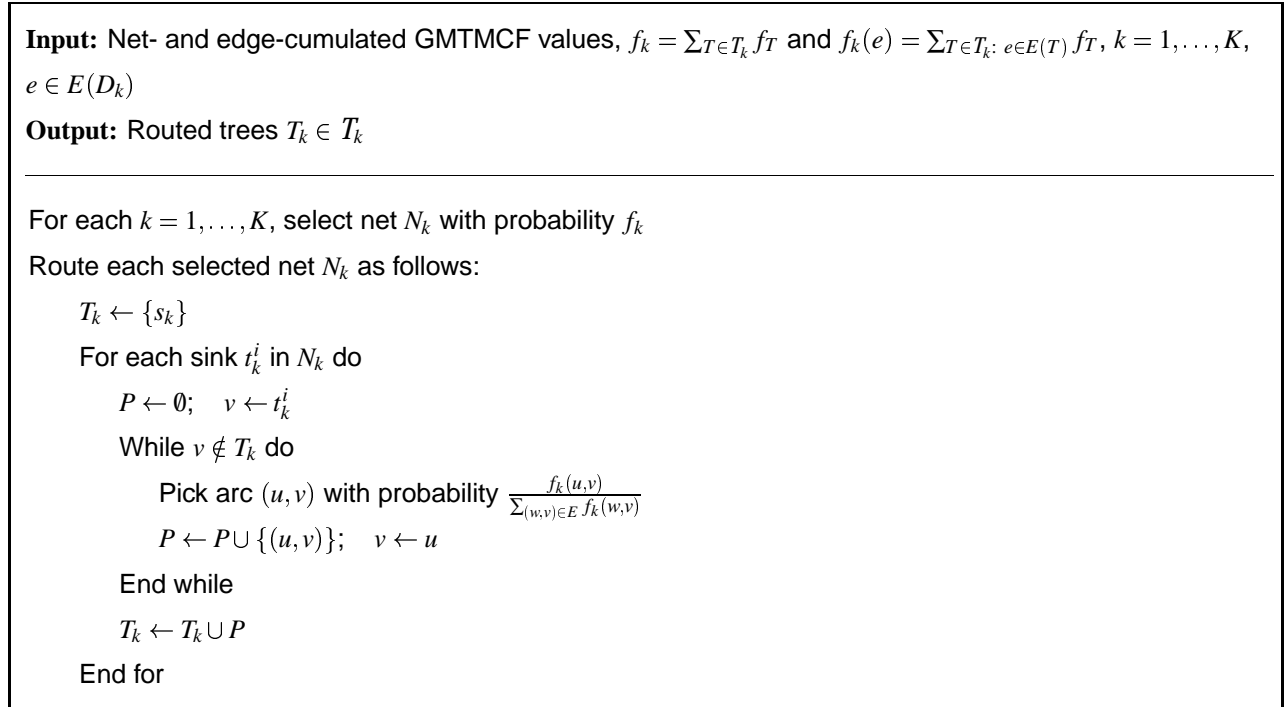 Input: Net- and edge-cumulated GMTMCF values, f_k = ∑_{T∈𝒯_k} f_T and f_k(e) = ∑_{T∈𝒯_k: e∈E(T)} f_T, k = 1,...,K,
e ∈ E(D_k)
Output: Routed trees T_k ∈ 𝒯_k
For each k = 1,...,K, select net N_k with probability f_k
Route each selected net N_k as follows:
T_k ← {s_k}
For each sink t_k^i in N_k do
P ← ∅; v ← t_k^i
While v ∉ T_k do
Pick arc (u,v) with probability f_k(u,v) / ∑_{(w,v)∈E} f_k(w,v)
P ← P ∪ {(u,v)}; v ← u
End while
T_k ← T_k ∪ P
End for